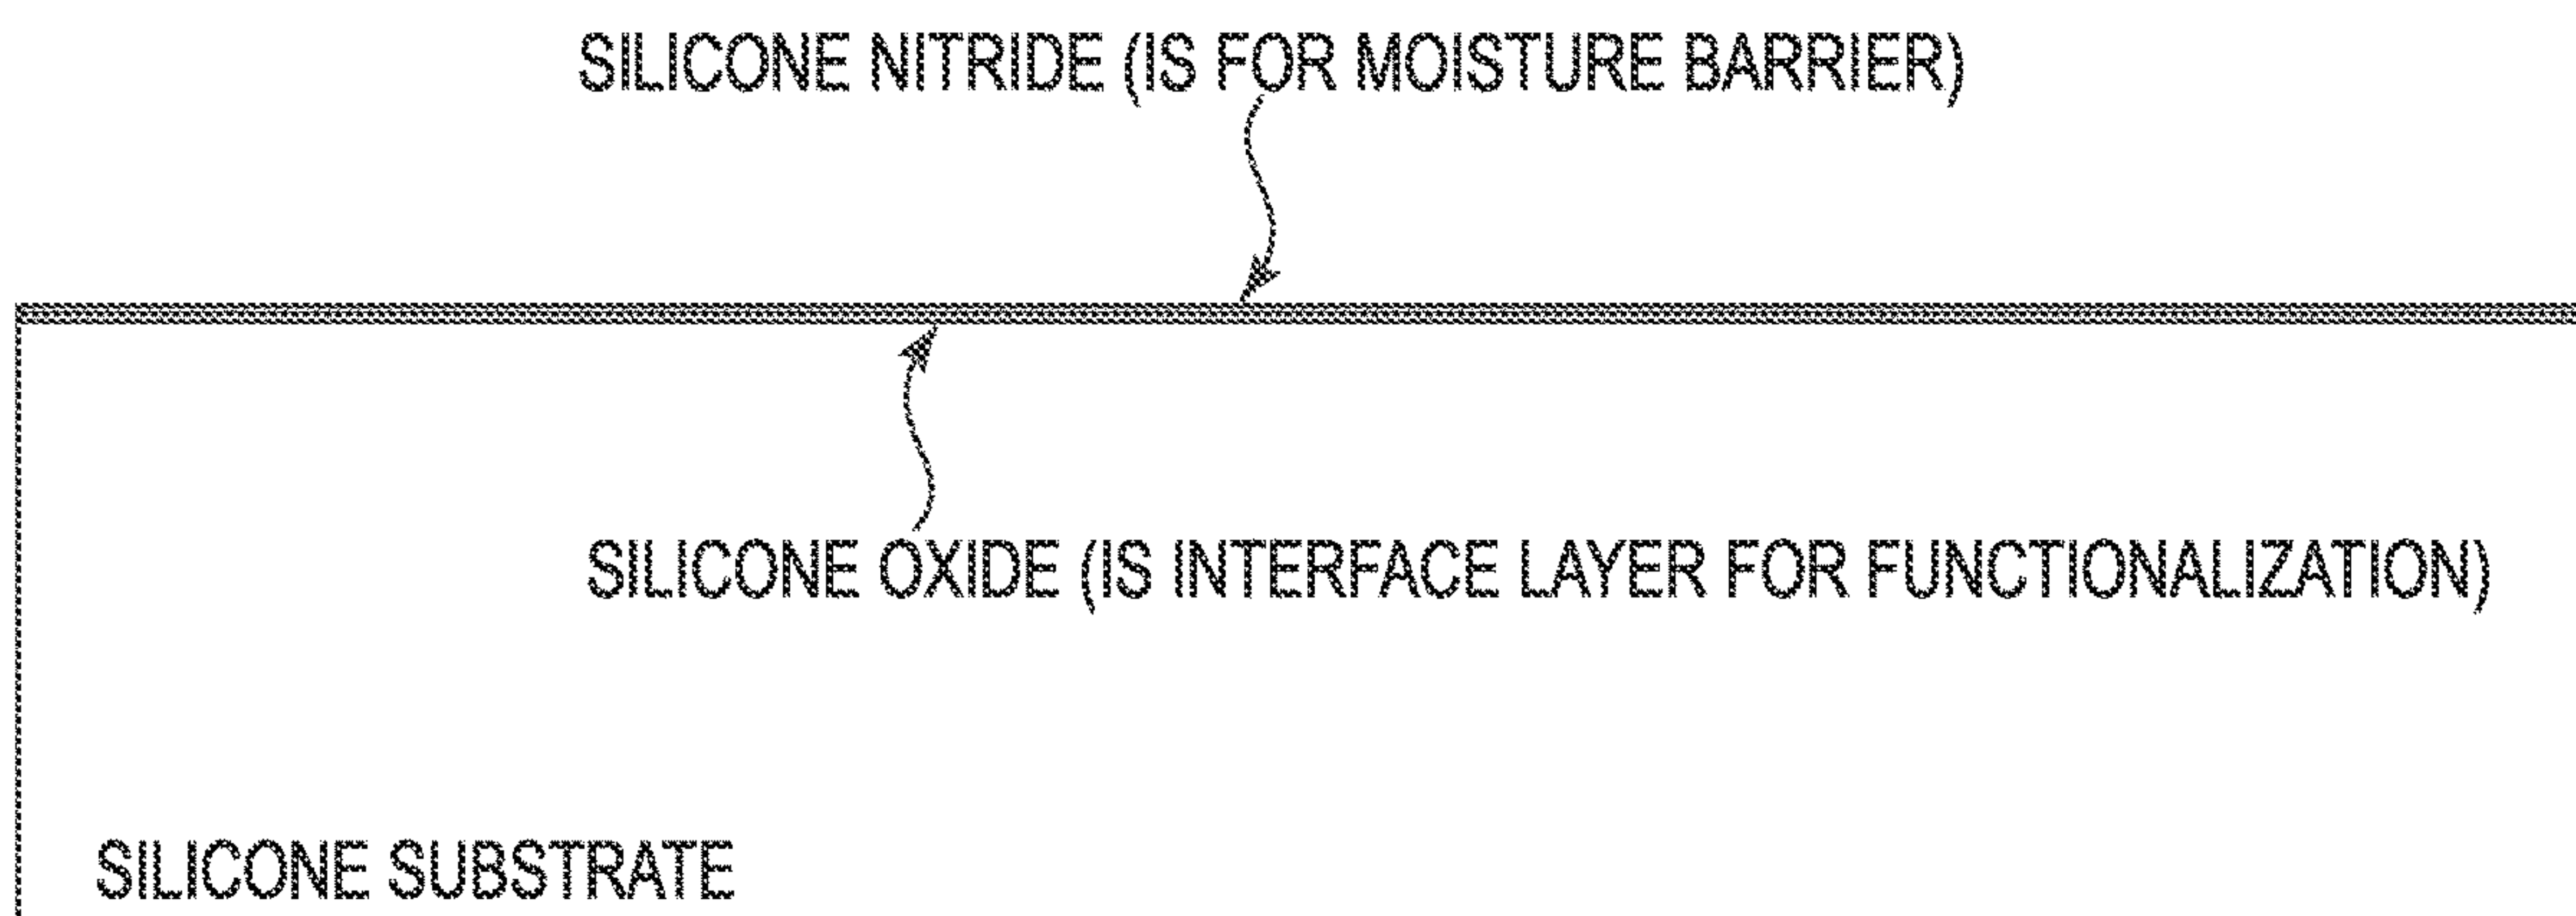 SILICONE NITRIDE (IS FOR MOISTURE BARRIER)
SILICONE OXIDE (IS INTERFACE LAYER FOR FUNCTIONALIZATION)
SILICONE SUBSTRATE